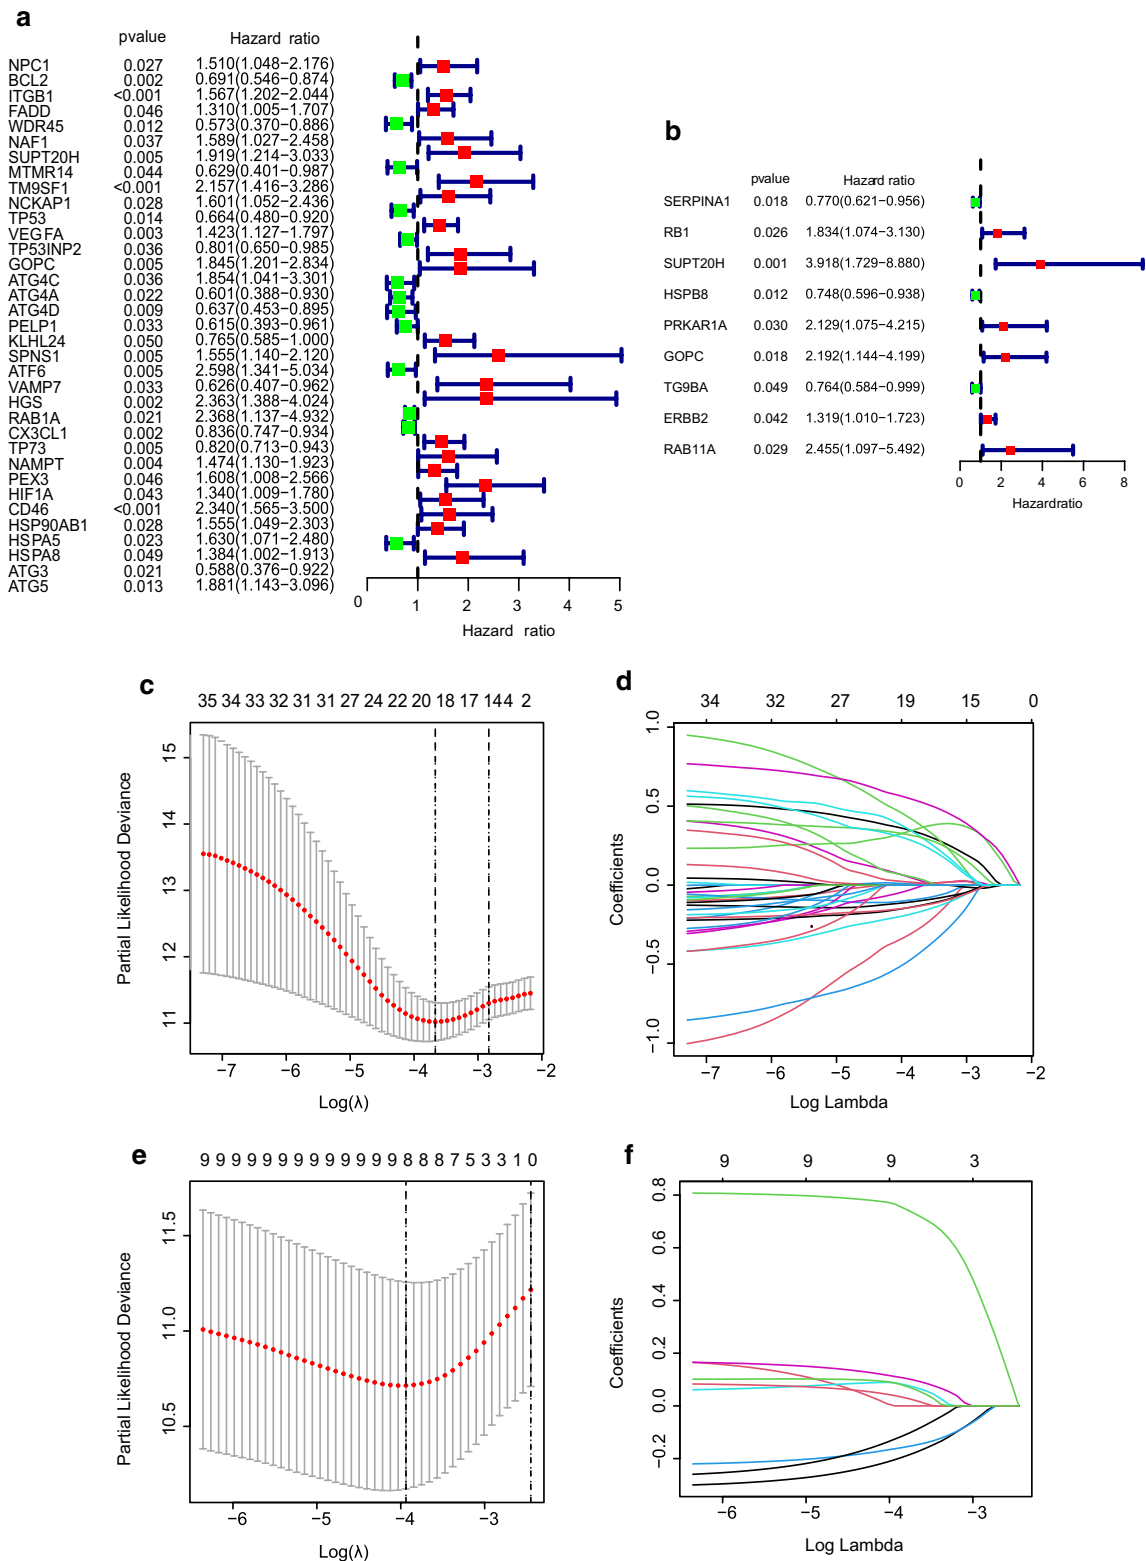 a
pvalue Hazard ratio
NPC1 0.027 1.510(1.048−2.176)
BCL2 0.002 0.691(0.546−0.874)
ITGB1 <0.001 1.567(1.202−2.044)
FADD 0.046 1.310(1.005−1.707)
WDR45 0.012 0.573(0.370−0.886)
NAF1 0.037 1.589(1.027−2.458)
SUPT20H 0.005 1.919(1.214−3.033)
MTMR14 0.044 0.629(0.401−0.987)
TM9SF1 <0.001 2.157(1.416−3.286)
NCKAP1 0.028 1.601(1.052−2.436)
TP53 0.014 0.664(0.480−0.920)
VEGFA 0.003 1.423(1.127−1.797)
TP53INP2 0.036 0.801(0.650−0.985)
GOPC 0.005 1.845(1.201−2.834)
ATG4C 0.036 1.854(1.041−3.301)
ATG4A 0.022 0.601(0.388−0.930)
ATG4D 0.009 0.637(0.453−0.895)
PELP1 0.033 0.615(0.393−0.961)
KLHL24 0.050 0.765(0.585−1.000)
SPNS1 0.005 1.555(1.140−2.120)
ATF6 0.005 2.598(1.341−5.034)
VAMP7 0.033 0.626(0.407−0.962)
HGS 0.002 2.363(1.388−4.024)
RAB1A 0.021 2.368(1.137−4.932)
CX3CL1 0.002 0.836(0.747−0.934)
TP73 0.005 0.820(0.713−0.943)
NAMPT 0.004 1.474(1.130−1.923)
PEX3 0.046 1.608(1.008−2.566)
HIF1A 0.043 1.340(1.009−1.780)
CD46 <0.001 2.340(1.565−3.500)
HSP90AB1 0.028 1.555(1.049−2.303)
HSPA5 0.023 1.630(1.071−2.480)
HSPA8 0.049 1.384(1.002−1.913)
ATG3 0.021 0.588(0.376−0.922)
ATG5 0.013 1.881(1.143−3.096)
0 1 2 3 4 5
Hazard ratio
b
pvalue Hazard ratio
SERPINA1 0.018 0.770(0.621−0.956)
RB1 0.026 1.834(1.074−3.130)
SUPT20H 0.001 3.918(1.729−8.880)
HSPB8 0.012 0.748(0.596−0.938)
PRKAR1A 0.030 2.129(1.075−4.215)
GOPC 0.018 2.192(1.144−4.199)
TG9BA 0.049 0.764(0.584−0.999)
ERBB2 0.042 1.319(1.010−1.723)
RAB11A 0.029 2.455(1.097−5.492)
0 2 4 6 8
Hazardratio
c
35 34 33 32 31 31 27 24 22 20 18 17 144 2
Partial Likelihood Deviance
15
14
13
12
11
−7 −6 −5 −4 −3 −2
Log(λ)
d
34 32 27 19 15 0
Coefficients
1.0
0.5
0.0
−0.5
−1.0
−7 −6 −5 −4 −3 −2
Log Lambda
e
9 9 9 9 9 9 9 9 9 9 9 9 9 8 8 8 7 5 3 3 1 0
Partial Likelihood Deviance
11.5
11.0
10.5
−6 −5 −4 −3
Log(λ)
f
9 9 9 3
Coefficients
0.8
0.6
0.4
0.2
0.0
−0.2
−6 −5 −4 −3
Log Lambda